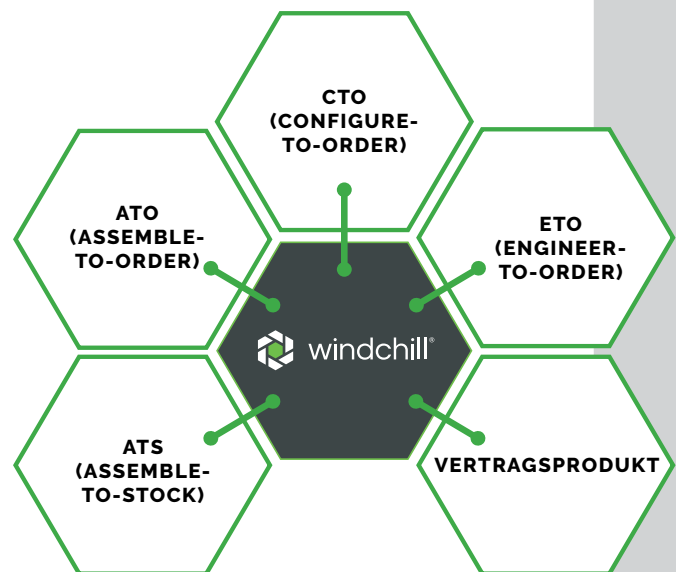 CTO
(CONFIGURE-
TO-ORDER)
ATO
(ASSEMBLE-
TO-ORDER)
ETO
(ENGINEER-
TO-ORDER)
windchill®
ATS
(ASSEMBLE-
TO-STOCK)
VERTRAGSPRODUKT